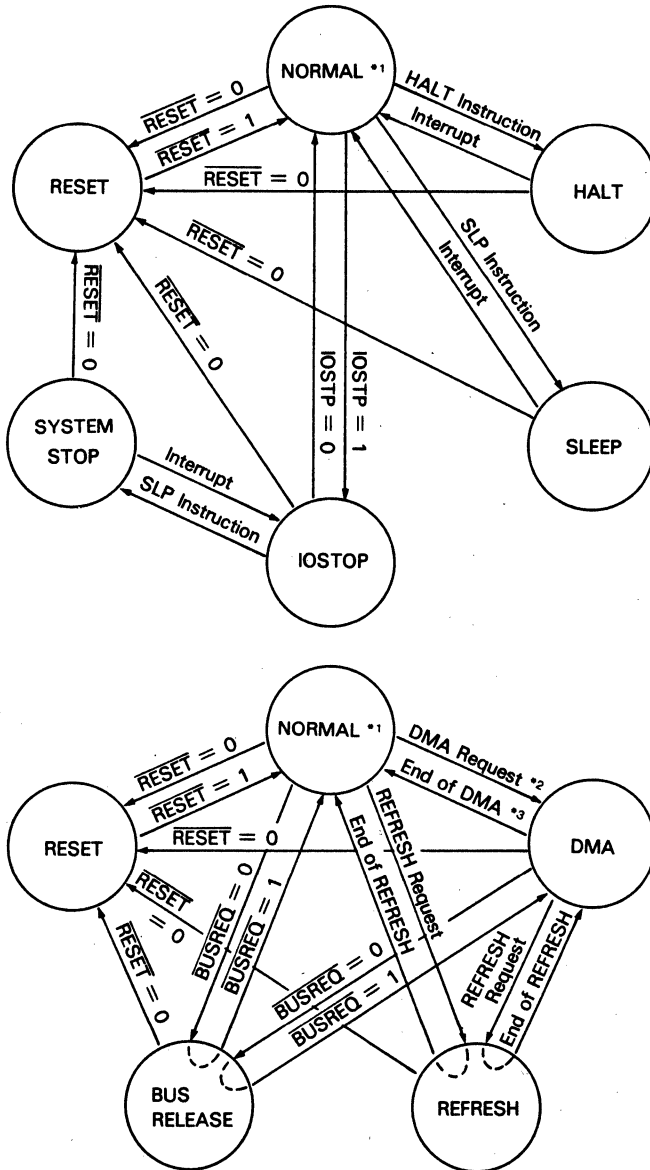 NORMAL *1
RESET = 0
RESET = 1
HALT Instruction
Interrupt
RESET
RESET = 0
HALT
SLP Instruction
Interrupt
RESET = 0
RESET = 0
RESET = 0
IOSTP = 0
IOSTP = 1
SYSTEM
STOP
SLEEP
Interrupt
SLP Instruction
IOSTOP
NORMAL *1
RESET = 0
RESET = 1
DMA Request *2
End of DMA *3
RESET
RESET = 0
DMA
RESET
= 0
BUSREQ = 0
BUSREQ = 1
End of REFRESH
REFRESH Request
RESET = 0
BUSREQ = 0
BUSREQ = 1
REFRESH
Request
End of REFRESH
BUS
RELEASE
REFRESH